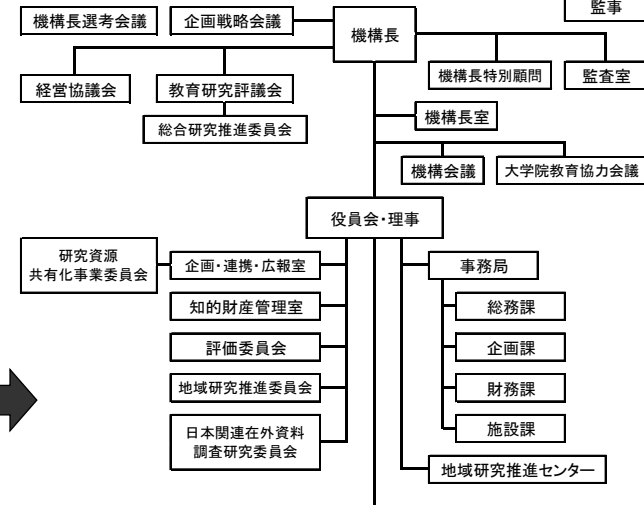 監事
機構長選考会議
企画戦略会議
機構長
経営協議会
教育研究評議会
機構長特別顧問
監査室
総合研究推進委員会
機構長室
機構会議
大学院教育協力会議
役員会・理事
研究資源
共有化事業委員会
企画・連携・広報室
事務局
知的財産管理室
総務課
評価委員会
企画課
地域研究推進委員会
財務課
日本関連在外資料
調査研究委員会
施設課
地域研究推進センター